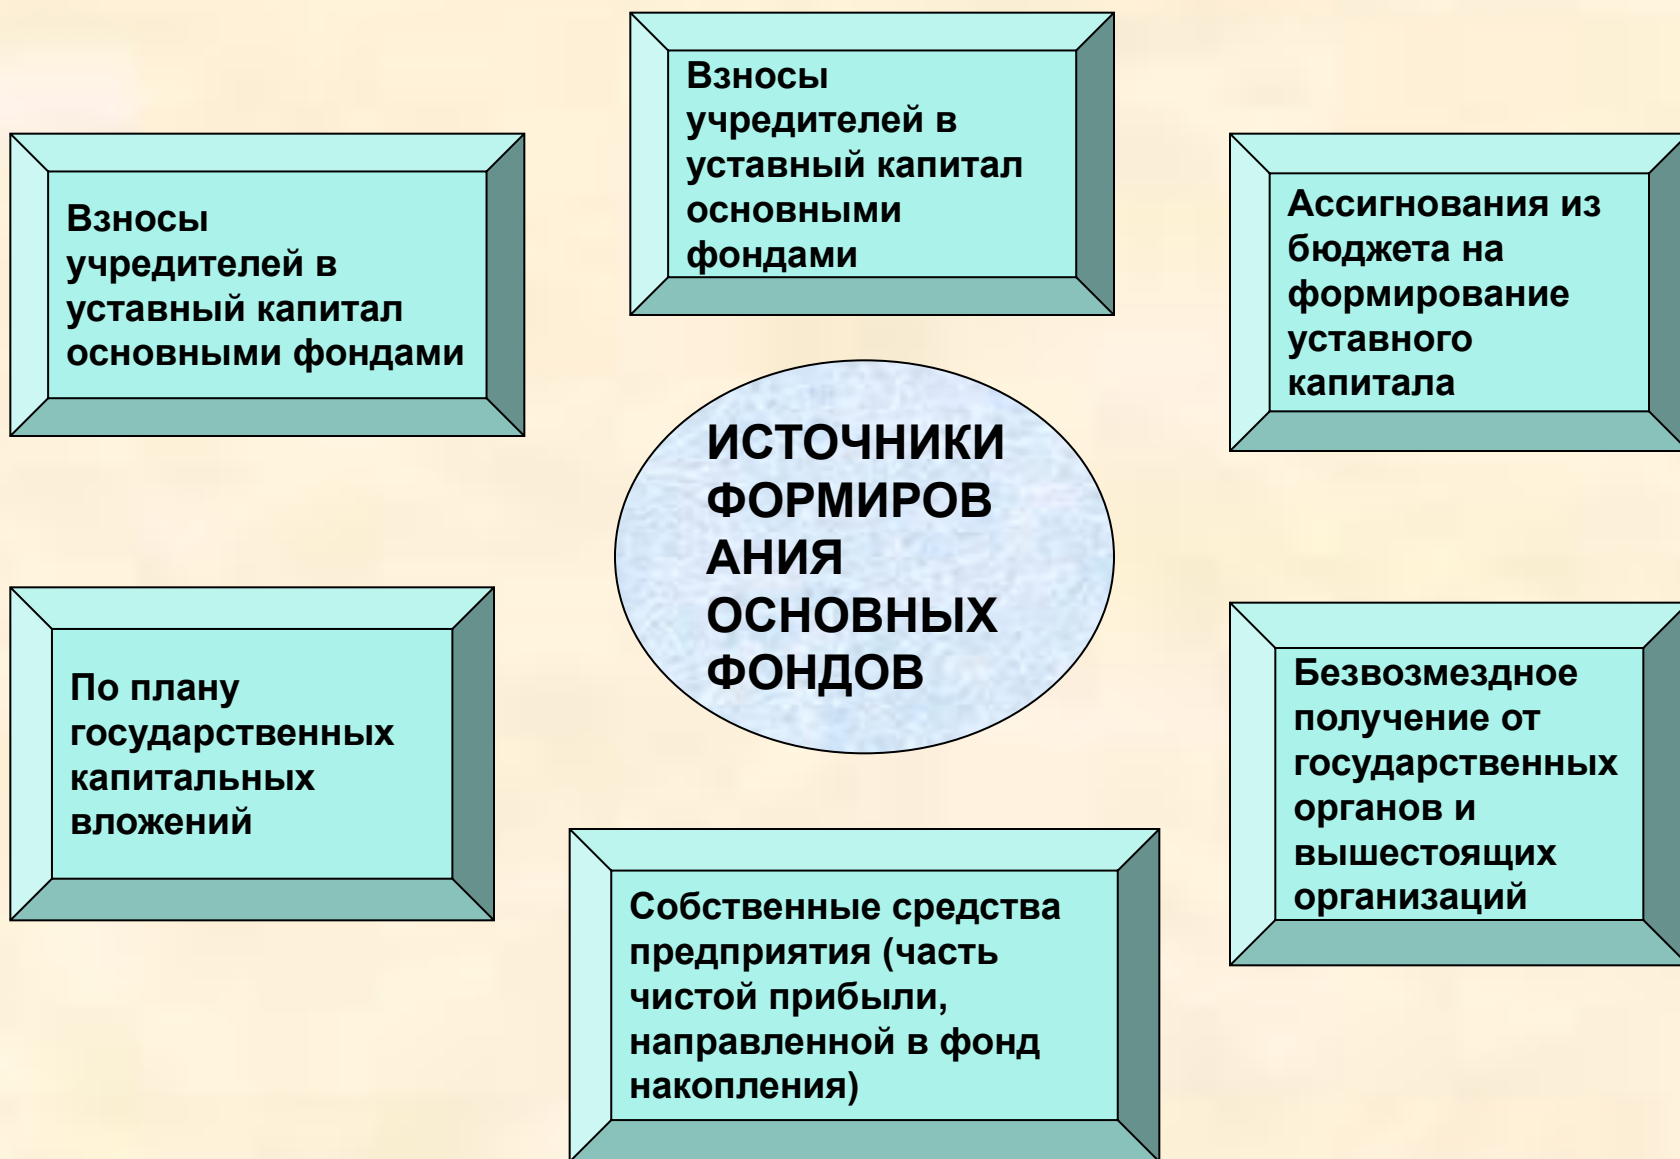 Взносы
учредителей в
уставный капитал
основными
фондами
Взносы
учредителей в
уставный капитал
основными фондами
Ассигнования из
бюджета на
формирование
уставного
капитала
ИСТОЧНИКИ
ФОРМИРОВ
АНИЯ
ОСНОВНЫХ
ФОНДОВ
По плану
государственных
капитальных
вложений
Безвозмездное
получение от
государственных
органов и
вышестоящих
организаций
Собственные средства
предприятия (часть
чистой прибыли,
направленной в фонд
накопления)